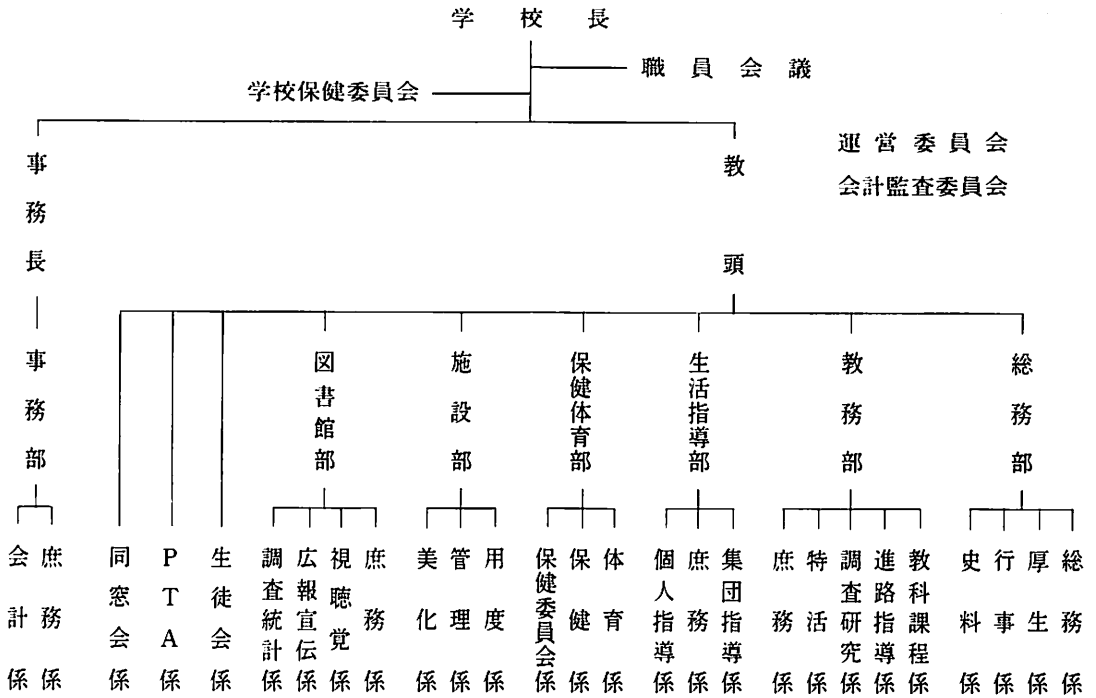 学校長
職員会議
学校保健委員会
運営委員会
会計監査委員会
教頭
事務長
総務部
教務部
生活指導部
保健体育部
施設部
図書館部
事務部
総務係
厚生係
行事係
史料係
教科課程係
進路指導係
調査研究係
特活係
庶務係
集団指導係
庶務係
個人指導係
体育係
保健係
保健委員会係
用度係
管理係
美化係
庶務係
視聴覚係
広報宣伝係
調査統計係
生徒会係
PTA係
同窓会係
庶務係
会計係